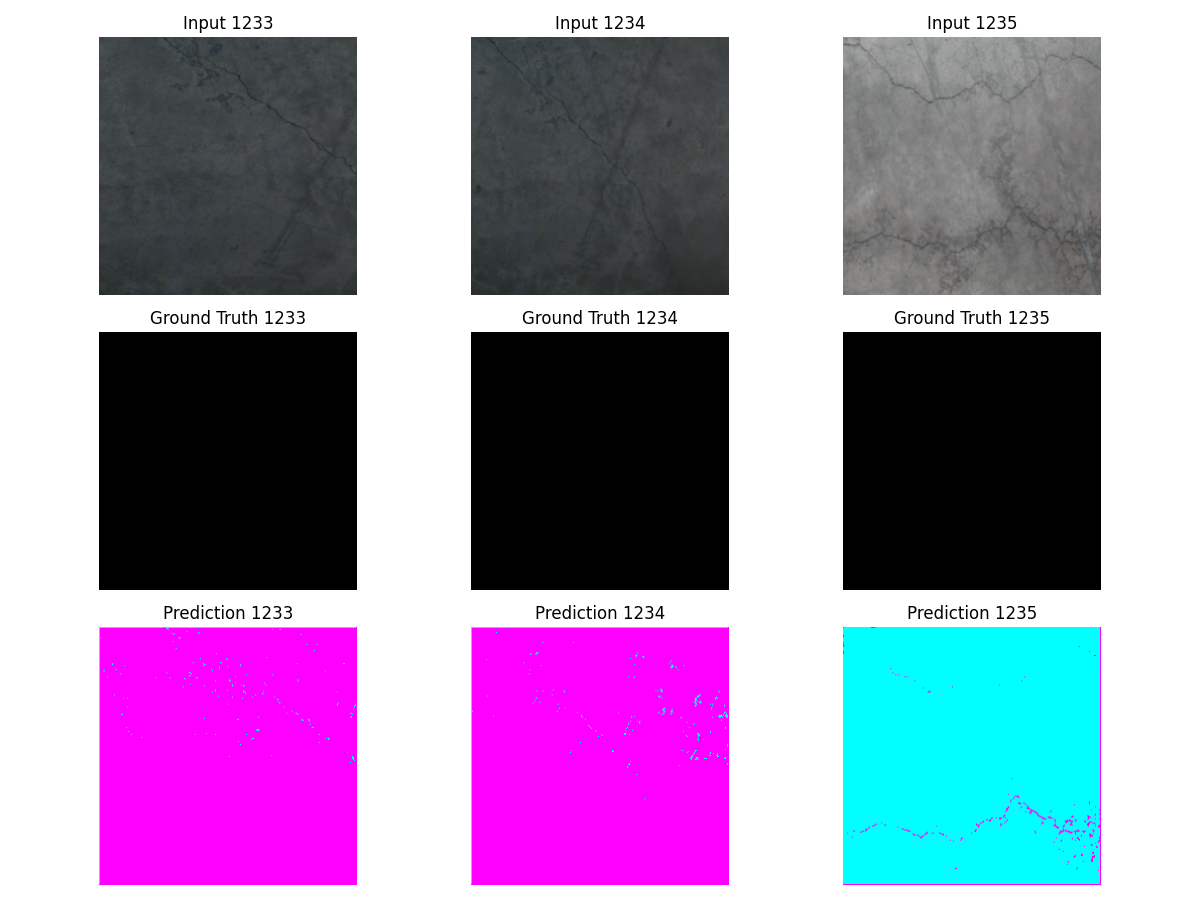 Input 1233
Input 1234
Input 1235
Ground Truth 1233
Ground Truth 1234
Ground Truth 1235
Prediction 1233
Prediction 1234
Prediction 1235